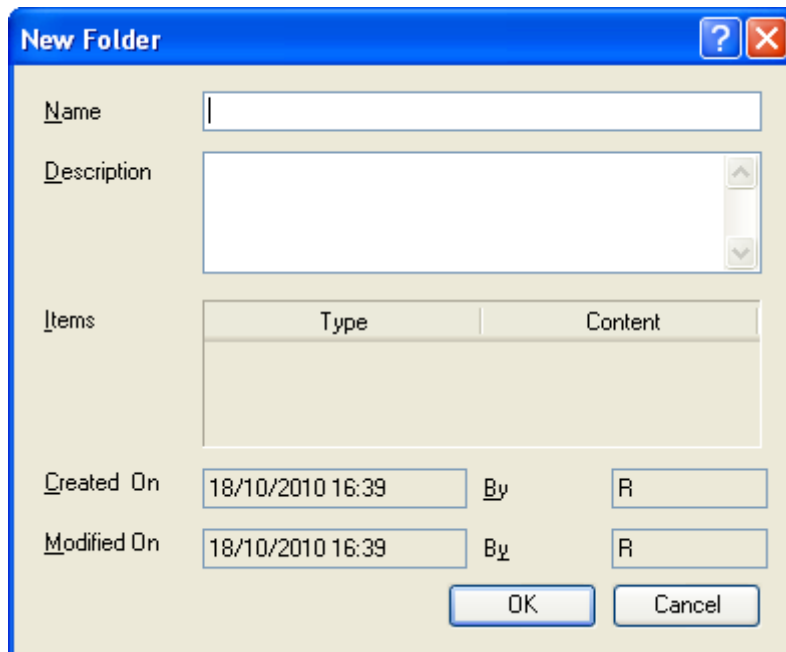 New Folder
Name
Description
Items Type Content
Created On 18/10/2010 16:39 By R
Modified On 18/10/2010 16:39 By R
OK Cancel